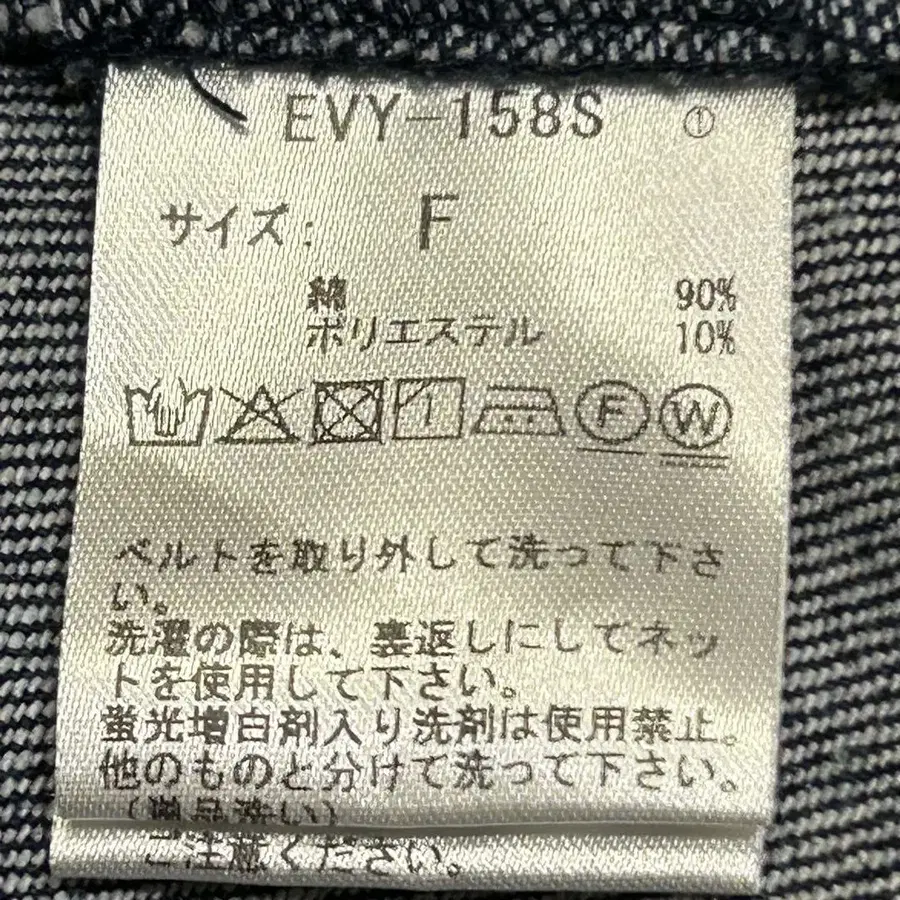 EVY-158S ①
サイズ: F
綿 90%
ポリエステル 10%
F W
ベルトを取り外して洗って下さ
い。
洗濯の際は、裏返しにしてネッ
トを使用して下さい。
蛍光増白剤入り洗剤は使用禁止。
他のものと分けて洗って下さい。
ご注意ください。